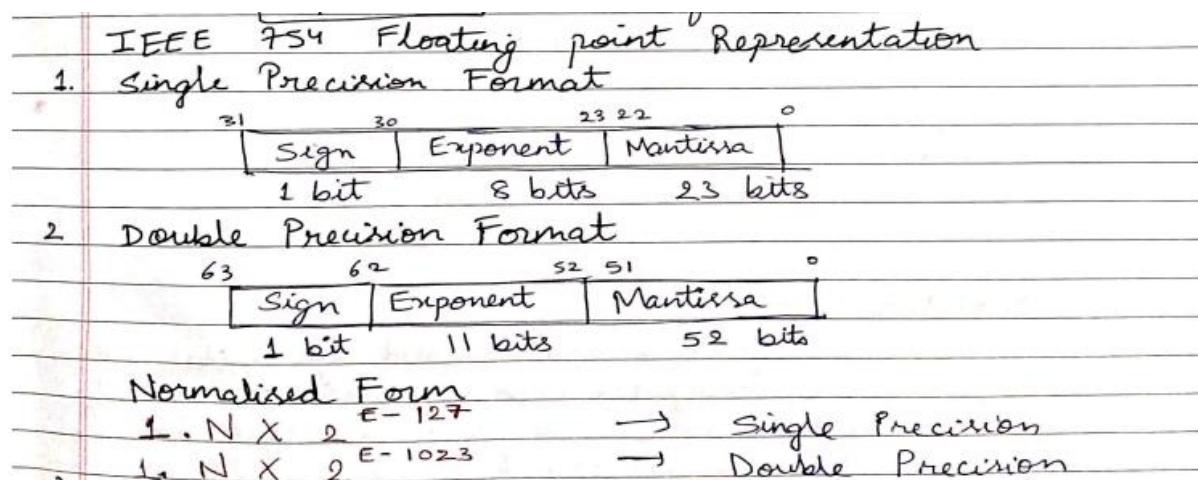 IEEE 754 Floating point Representation
1. Single Precision Format
31 30 23 22 0
Sign Exponent Mantissa
1 bit 8 bits 23 bits
2 Double Precision Format
63 62 52 51 0
Sign Exponent Mantissa
1 bit 11 bits 52 bits
Normalised Form
1.N X 2^E-127 → Single Precision
1.N X 2^E-1023 → Double Precision